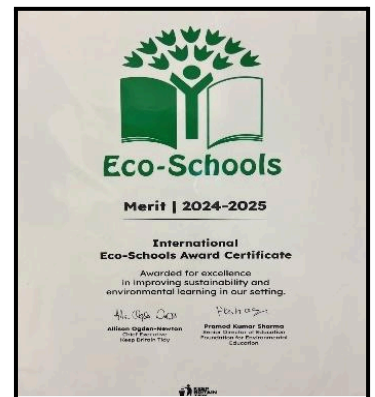 Eco-Schools
Merit | 2024-2025
International
Eco-Schools Award Certificate
Awarded for excellence
in improving sustainability and
environmental learning in our setting.
Allison Ogden-Newton
Chief Executive
Keep Britain Tidy
Pramod Kumar Sharma
Senior Director of Education
Foundation for Environmental
Education
KEEP
BRITAIN